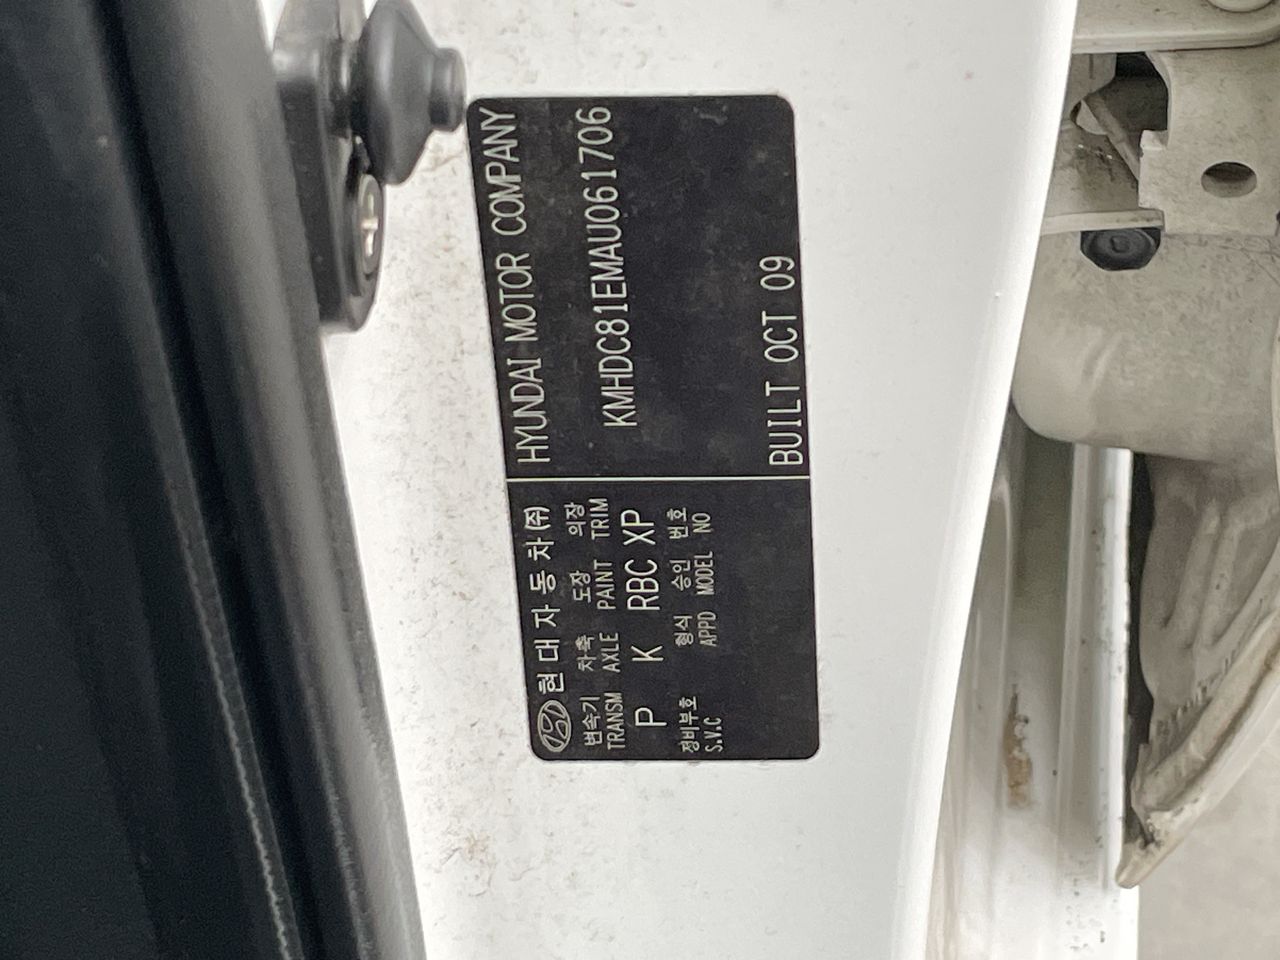 현대자동차(주) HYUNDAI MOTOR COMPANY
변속기 차축 도장 의장
TRANSM AXLE PAINT TRIM
P K RBC XP KMHDC81EMAU061706
정비부호 형식 승인 번호
S.V.C APPD MODEL NO
BUILT OCT 09